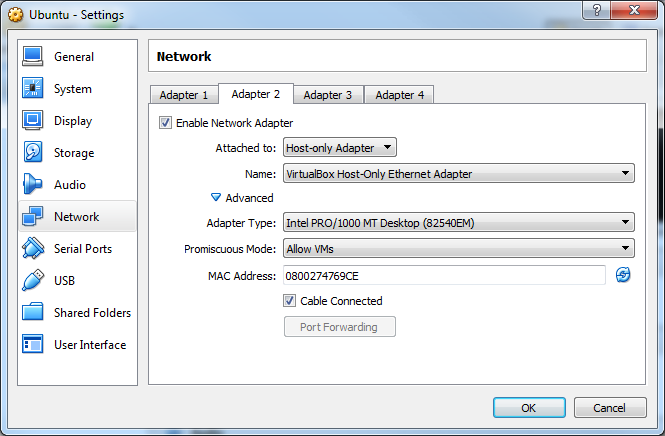 Ubuntu - Settings
General
System
Display
Storage
Audio
Network
Serial Ports
USB
Shared Folders
User Interface
Network
Adapter 1
Adapter 2
Adapter 3
Adapter 4
Enable Network Adapter
Attached to: Host-only Adapter
Name: VirtualBox Host-Only Ethernet Adapter
Advanced
Adapter Type: Intel PRO/1000 MT Desktop (82540EM)
Promiscuous Mode: Allow VMs
MAC Address: 0800274769CE
Cable Connected
Port Forwarding
OK
Cancel